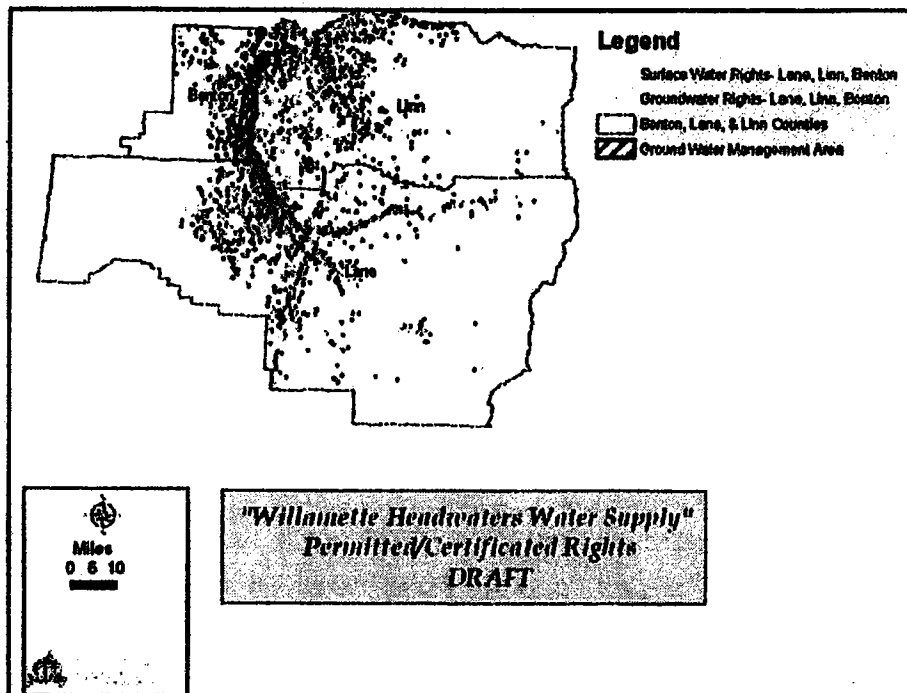 Legend
Surface Water Rights- Lane, Linn, Benton
Groundwater Rights- Lane, Linn, Benton
Benton, Lane, & Linn Counties
Ground Water Management Area
Benton
Linn
Lane
Miles
0 5 10
"Willamette Headwaters Water Supply"
Permitted/Certificated Rights
DRAFT